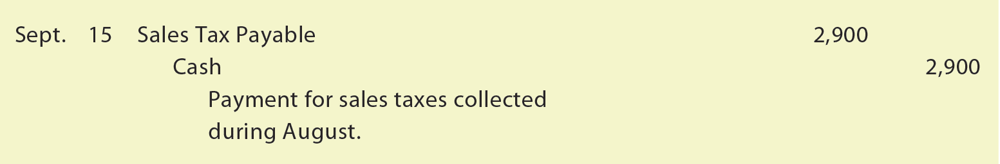 Sept. 15 Sales Tax Payable 2,900
Cash 2,900
Payment for sales taxes collected
during August.